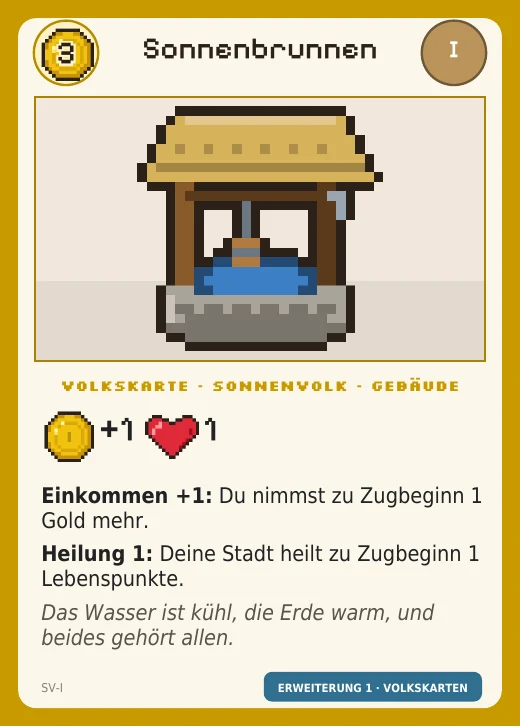 3
Sonnenbrunnen
I
VOLKSKARTE - SONNENVOLK - GEBÄUDE
+1
1
Einkommen +1: Du nimmst zu Zugbeginn 1
Gold mehr.
Heilung 1: Deine Stadt heilt zu Zugbeginn 1
Lebenspunkte.
Das Wasser ist kühl, die Erde warm, und
beides gehört allen.
SV-I
ERWEITERUNG 1 · VOLKSKARTEN